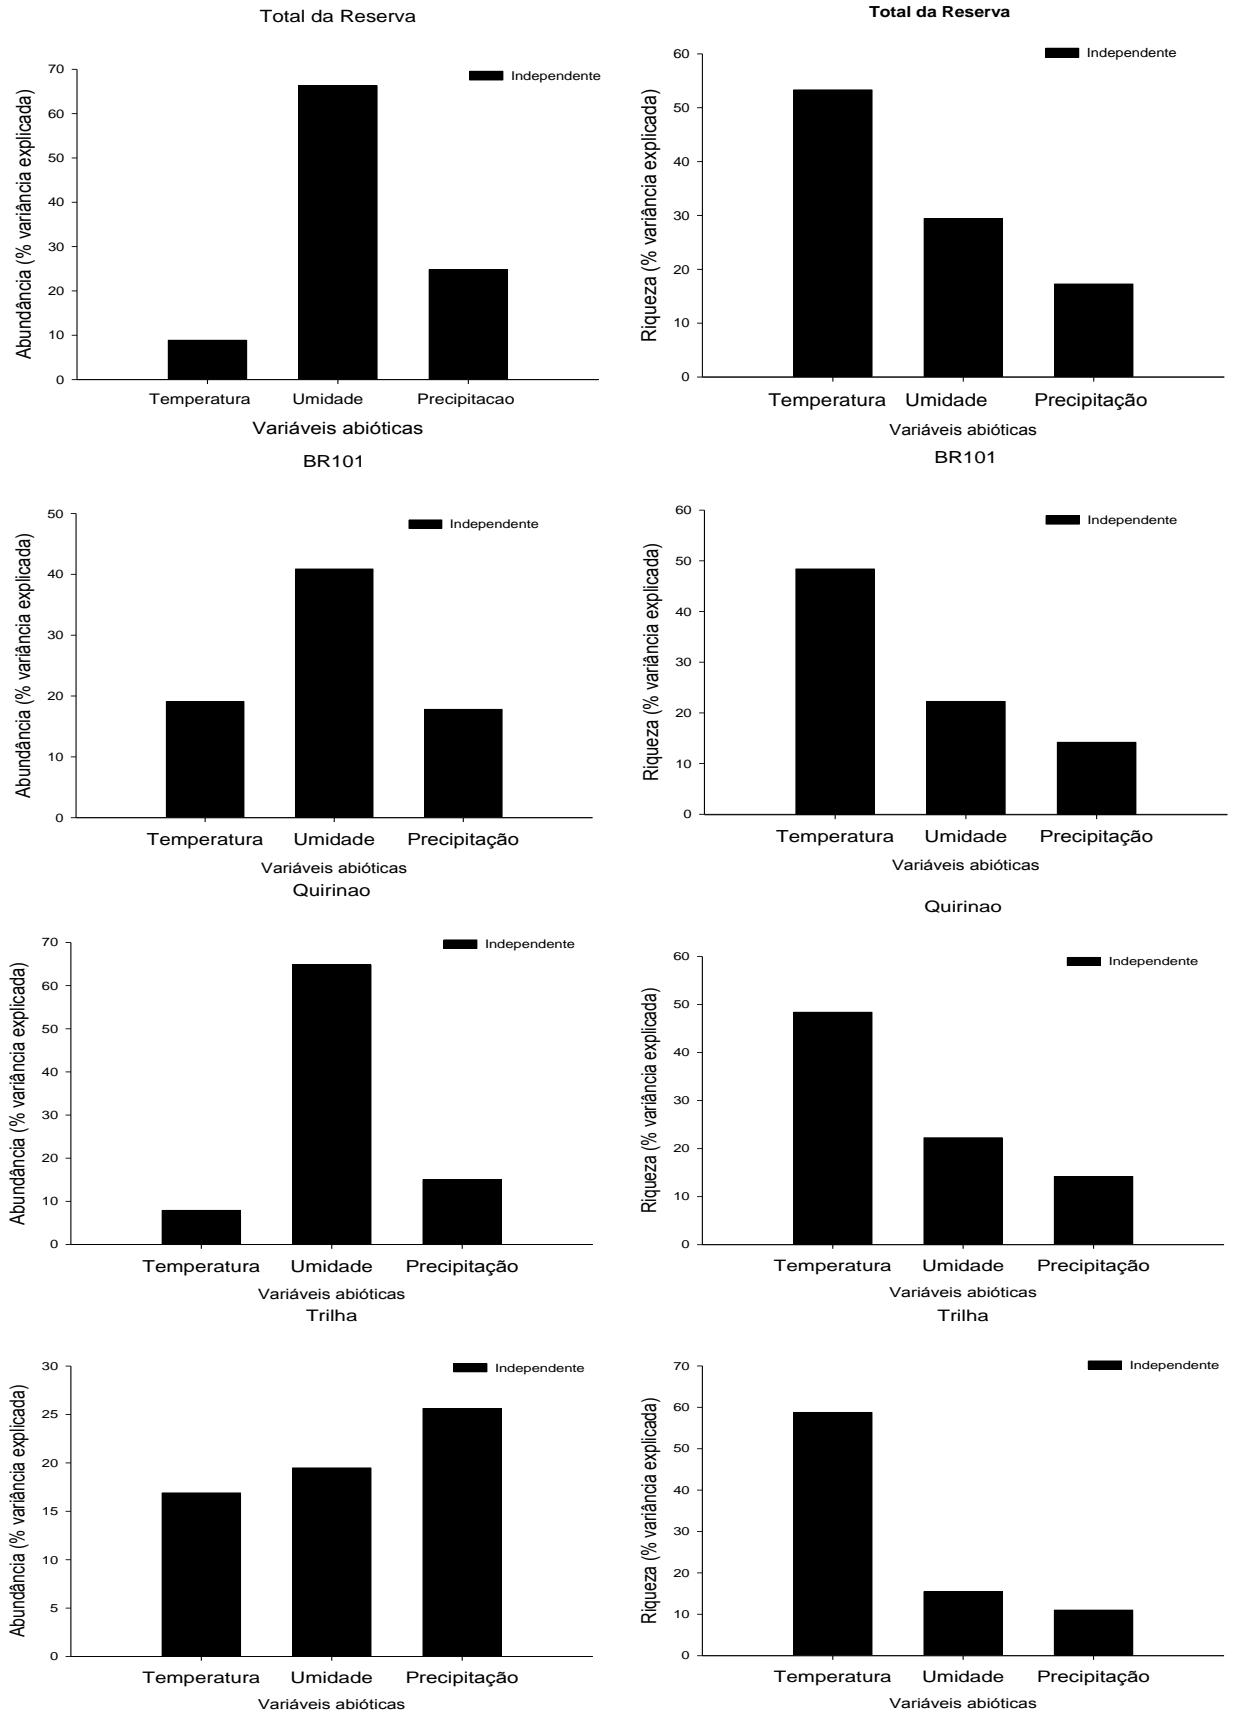 Total da Reserva
Independente
Abundância (% variância explicada)
70
60
50
40
30
20
10
0
Temperatura Umidade Precipitacao
Variáveis abióticas
Total da Reserva
Independente
Riqueza (% variância explicada)
60
50
40
30
20
10
0
Temperatura Umidade Precipitação
Variáveis abióticas
BR101
Independente
Abundância (% variância explicada)
50
40
30
20
10
0
Temperatura Umidade Precipitação
Variáveis abióticas
BR101
Independente
Riqueza (% variância explicada)
60
50
40
30
20
10
0
Temperatura Umidade Precipitação
Variáveis abióticas
Quirinao
Independente
Abundância (% variância explicada)
70
60
50
40
30
20
10
0
Temperatura Umidade Precipitação
Variáveis abióticas
Quirinao
Independente
Riqueza (% variância explicada)
60
50
40
30
20
10
0
Temperatura Umidade Precipitação
Variáveis abióticas
Trilha
Independente
Abundância (% variância explicada)
30
25
20
15
10
5
0
Temperatura Umidade Precipitação
Variáveis abióticas
Trilha
Independente
Riqueza (% variância explicada)
70
60
50
40
30
20
10
0
Temperatura Umidade Precipitação
Variáveis abióticas